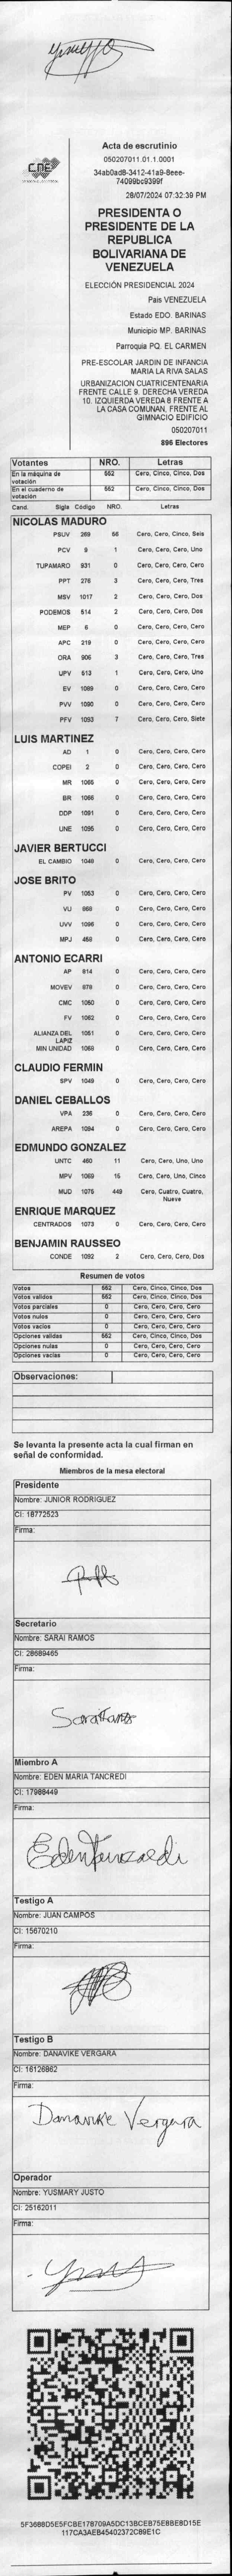 CNE
Acta de escrutinio
050207011.01.1.0001
34ab0ad8-3412-41a9-8eee-
74099bc9399f
28/07/2024 07:32:39 PM
PRESIDENTA O
PRESIDENTE DE LA
REPUBLICA
BOLIVARIANA DE
VENEZUELA
ELECCIÓN PRESIDENCIAL 2024
Pais VENEZUELA
Estado EDO. BARINAS
Municipio MP. BARINAS
Parroquia PQ. EL CARMEN
PRE-ESCOLAR JARDIN DE INFANCIA
MARIA LA RIVA SALAS
URBANIZACION CUATRICENTENARIA
FRENTE CALLE 9. DERECHA VEREDA
10. IZQUIERDA VEREDA 8 FRENTE A
LA CASA COMUNAN. FRENTE AL
GIMNACIO EDIFICIO
050207011
896 Electores
Votantes NRO. Letras
En la máquina de votación 552 Cero, Cinco, Cinco, Dos
En el cuaderno de votación 552 Cero, Cinco, Cinco, Dos
Cand. Sigla Código NRO. Letras
NICOLAS MADURO
PSUV 269 56 Cero, Cero, Cinco, Seis
PCV 9 1 Cero, Cero, Cero, Uno
TUPAMARO 931 0 Cero, Cero, Cero, Cero
PPT 276 3 Cero, Cero, Cero, Tres
MSV 1017 2 Cero, Cero, Cero, Dos
PODEMOS 514 2 Cero, Cero, Cero, Dos
MEP 6 0 Cero, Cero, Cero, Cero
APC 219 0 Cero, Cero, Cero, Cero
ORA 906 3 Cero, Cero, Cero, Tres
UPV 513 1 Cero, Cero, Cero, Uno
EV 1089 0 Cero, Cero, Cero, Cero
PVV 1090 0 Cero, Cero, Cero, Cero
PFV 1093 7 Cero, Cero, Cero, Siete
LUIS MARTINEZ
AD 1 0 Cero, Cero, Cero, Cero
COPEI 2 0 Cero, Cero, Cero, Cero
MR 1065 0 Cero, Cero, Cero, Cero
BR 1066 0 Cero, Cero, Cero, Cero
DDP 1091 0 Cero, Cero, Cero, Cero
UNE 1095 0 Cero, Cero, Cero, Cero
JAVIER BERTUCCI
EL CAMBIO 1048 0 Cero, Cero, Cero, Cero
JOSE BRITO
PV 1053 0 Cero, Cero, Cero, Cero
VU 868 0 Cero, Cero, Cero, Cero
UVV 1096 0 Cero, Cero, Cero, Cero
MPJ 458 0 Cero, Cero, Cero, Cero
ANTONIO ECARRI
AP 814 0 Cero, Cero, Cero, Cero
MOVEV 878 0 Cero, Cero, Cero, Cero
CMC 1050 0 Cero, Cero, Cero, Cero
FV 1062 0 Cero, Cero, Cero, Cero
ALIANZA DEL LAPIZ 1051 0 Cero, Cero, Cero, Cero
MIN UNIDAD 1068 0 Cero, Cero, Cero, Cero
CLAUDIO FERMIN
SPV 1049 0 Cero, Cero, Cero, Cero
DANIEL CEBALLOS
VPA 236 0 Cero, Cero, Cero, Cero
AREPA 1094 0 Cero, Cero, Cero, Cero
EDMUNDO GONZALEZ
UNTC 460 11 Cero, Cero, Uno, Uno
MPV 1069 15 Cero, Cero, Uno, Cinco
MUD 1075 449 Cero, Cuatro, Cuatro, Nueve
ENRIQUE MARQUEZ
CENTRADOS 1073 0 Cero, Cero, Cero, Cero
BENJAMIN RAUSSEO
CONDE 1092 2 Cero, Cero, Cero, Dos
Resumen de votos
Votos 552 Cero, Cinco, Cinco, Dos
Votos validos 552 Cero, Cinco, Cinco, Dos
Votos parciales 0 Cero, Cero, Cero, Cero
Votos nulos 0 Cero, Cero, Cero, Cero
Votos vacios 0 Cero, Cero, Cero, Cero
Opciones validas 552 Cero, Cinco, Cinco, Dos
Opciones nulas 0 Cero, Cero, Cero, Cero
Opciones vacias 0 Cero, Cero, Cero, Cero
Observaciones:
Se levanta la presente acta la cual firman en
señal de conformidad.
Miembros de la mesa electoral
Presidente
Nombre: JUNIOR RODRIGUEZ
CI: 18772523
Firma:
Secretario
Nombre: SARAI RAMOS
CI: 28689465
Firma:
Sarai Ramos
Miembro A
Nombre: EDEN MARIA TANCREDI
CI: 17988449
Firma:
Testigo A
Nombre: JUAN CAMPOS
CI: 15670210
Firma:
Testigo B
Nombre: DANAVIKE VERGARA
CI: 16126862
Firma:
Danavike Vergara
Operador
Nombre: YUSMARY JUSTO
CI: 25162011
Firma:
5F3688D5E5FCBE178709A5DC13BCEB75E8BE8D15E
117CA3AEB45402372C89E1C